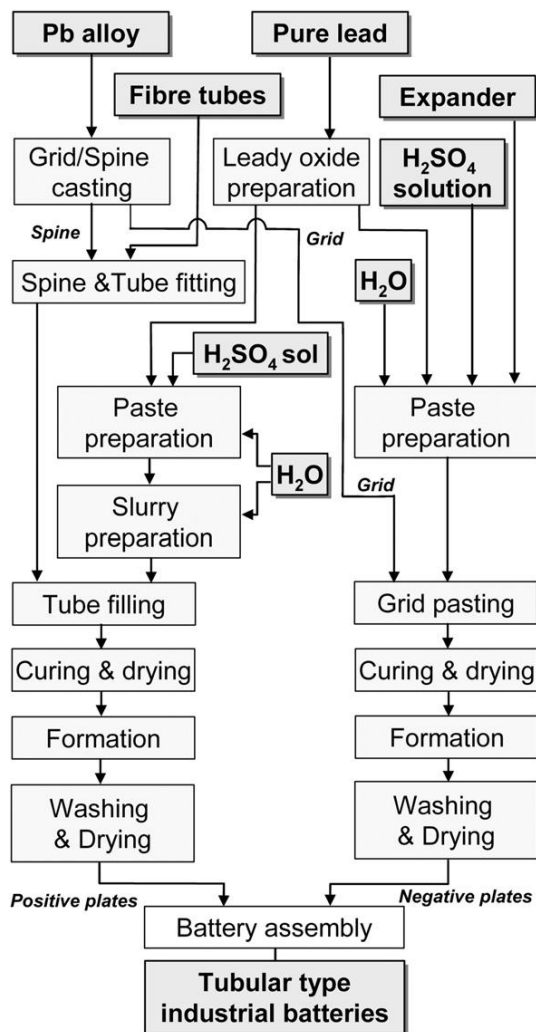 Pb alloy
Pure lead
Fibre tubes
Expander
Grid/Spine
casting
Leady oxide
preparation
H₂SO₄
solution
Spine
Grid
Spine &Tube fitting
H₂O
H₂SO₄ sol
Paste
preparation
Paste
preparation
H₂O
Grid
Slurry
preparation
Tube filling
Grid pasting
Curing & drying
Curing & drying
Formation
Formation
Washing
& Drying
Washing
& Drying
Positive plates
Negative plates
Battery assembly
Tubular type
industrial batteries